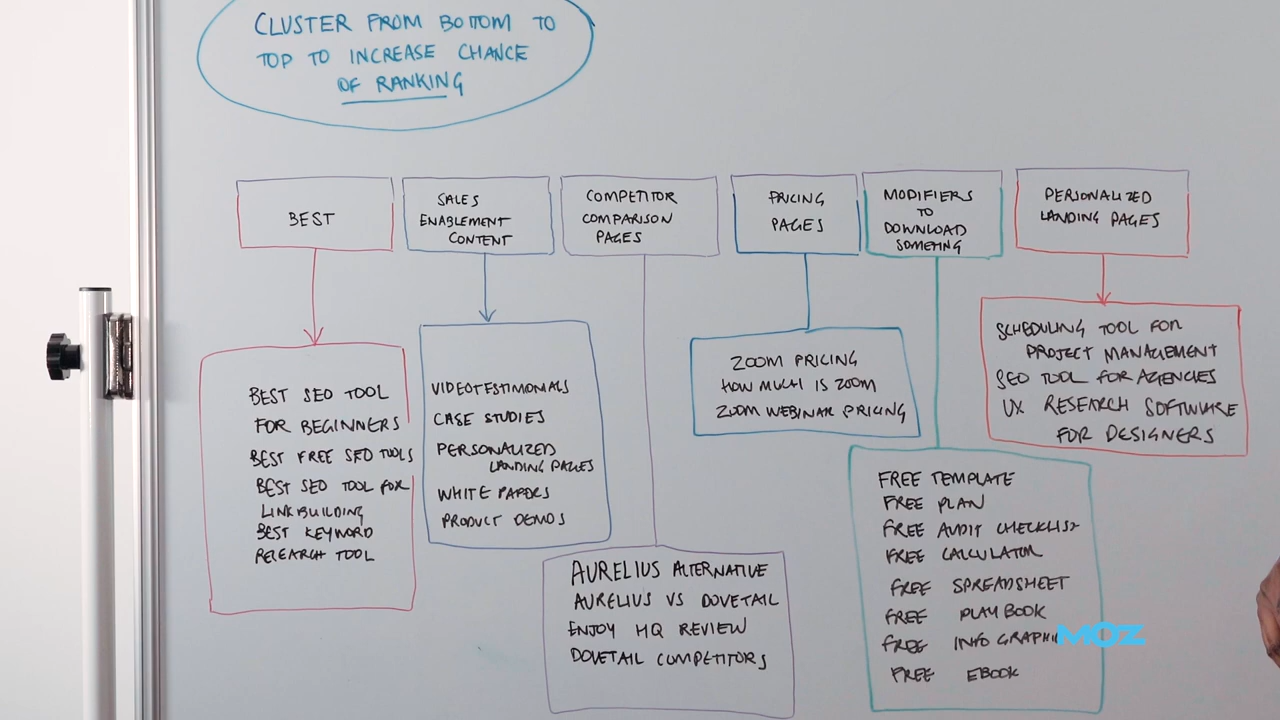 CLUSTER FROM BOTTOM TO
TOP TO INCREASE CHANCE
OF RANKING
BEST
SALES
ENABLEMENT
CONTENT
COMPETITOR
COMPARISON
PAGES
PRICING
PAGES
MODIFIERS
TO
DOWNLOAD
PERSONALIZED
LANDING PAGES
BEST SEO TOOL
FOR BEGINNERS
BEST FREE SEO TOOLS
BEST SEO TOOL FOR
LINKBUILDING
BEST KEYWORD
RESEARCH TOOL
VIDEOTESTIMONIALS
CASE STUDIES
PERSONALIZED
LANDING PAGES
WHITE PAPERS
PRODUCT DEMOS
AURELIUS ALTERNATIVE
AURELIUS VS DOVETAIL
ENJOY HQ REVIEW
DOVETAIL COMPETITORS
ZOOM PRICING
HOW MUCH IS ZOOM
ZOOM WEBINAR PRICING
FREE TEMPLATE
FREE PLAN
FREE AUDIT CHECKLIST
FREE CALCULATOR
FREE SPREADSHEET
FREE PLAYBOOK
FREE INFO GRAPHI
FREE EBOOK
SCHEDULING TOOL FOR
PROJECT MANAGEMENT
SEO TOOL FOR AGENCIES
UX RESEARCH SOFTWARE
FOR DESIGNERS
MOZ